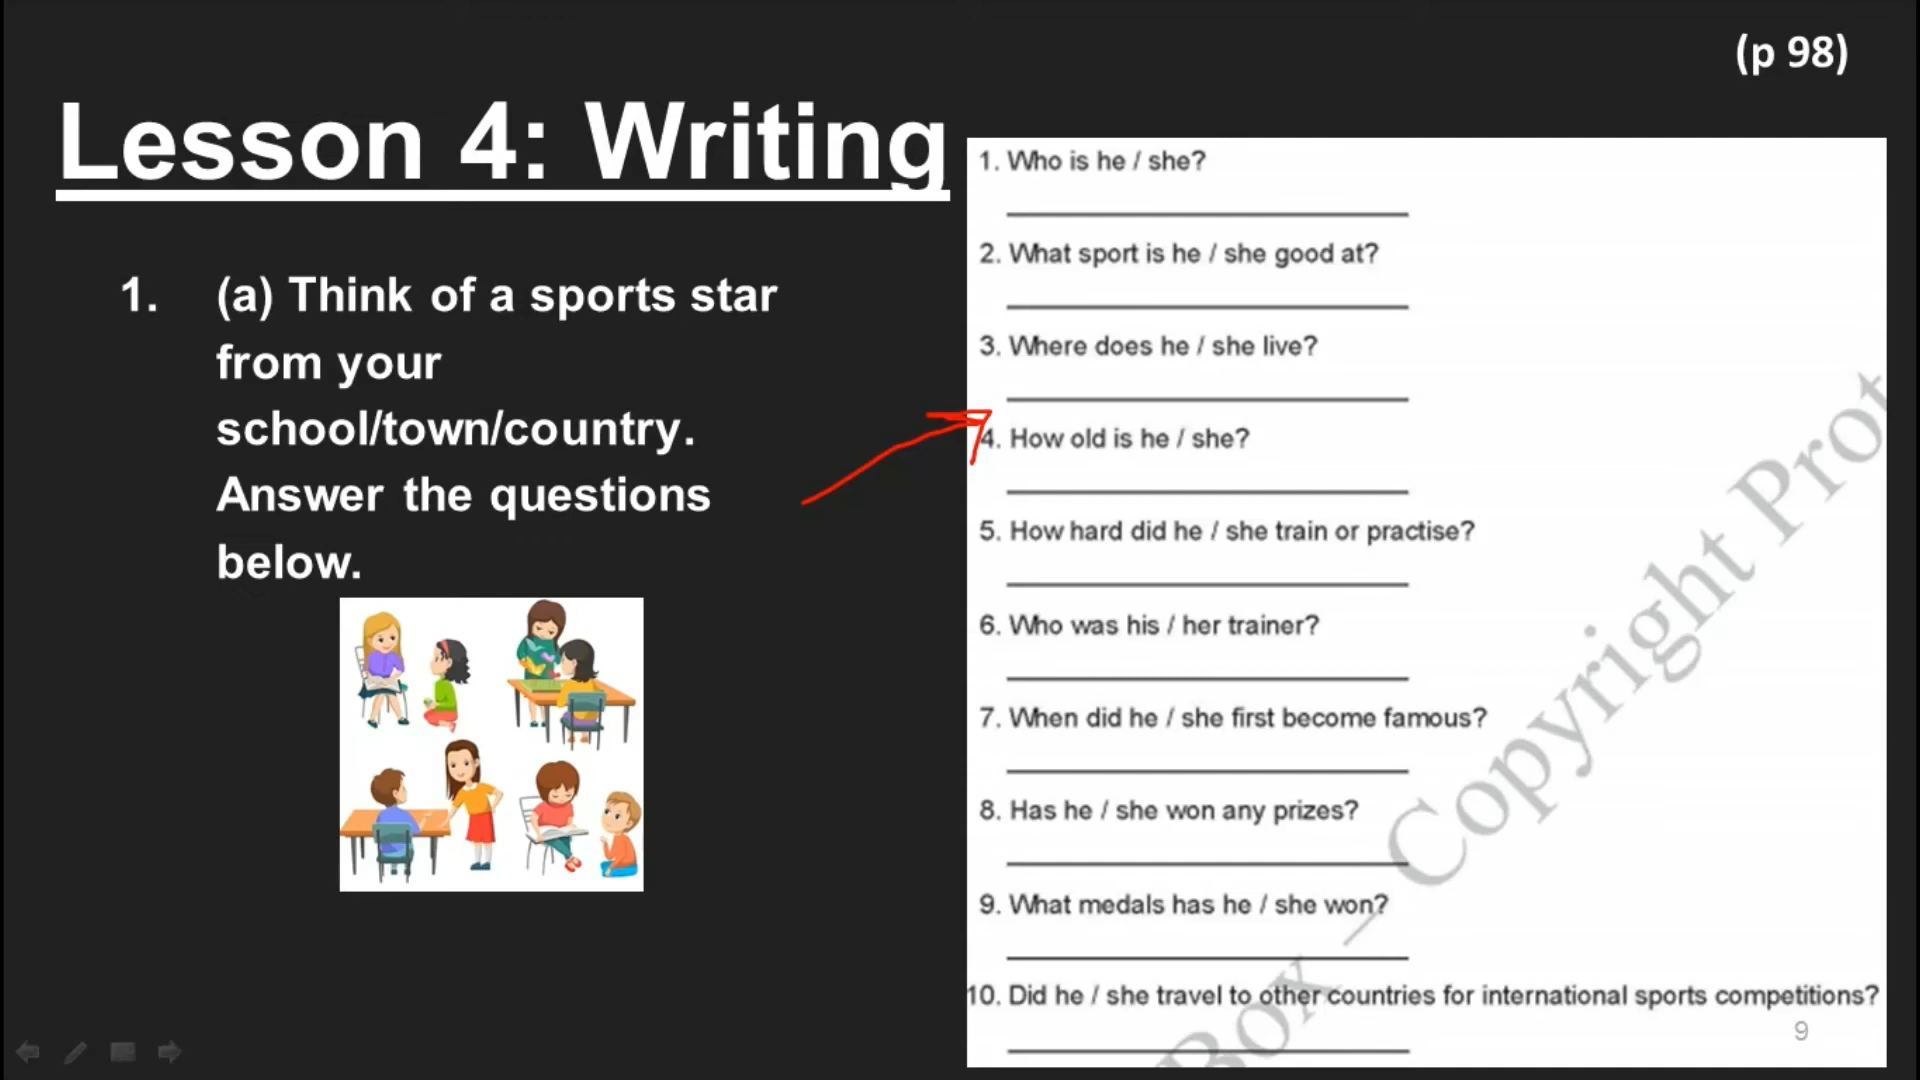 (p 98)
Lesson 4: Writing
1. (a) Think of a sports star
from your
school/town/country.
Answer the questions
below.
1. Who is he / she?
2. What sport is he / she good at?
3. Where does he / she live?
4. How old is he / she?
5. How hard did he / she train or practise?
6. Who was his / her trainer?
7. When did he / she first become famous?
8. Has he / she won any prizes?
9. What medals has he / she won?
10. Did he / she travel to other countries for international sports competitions?
Box – Copyright Prot
9